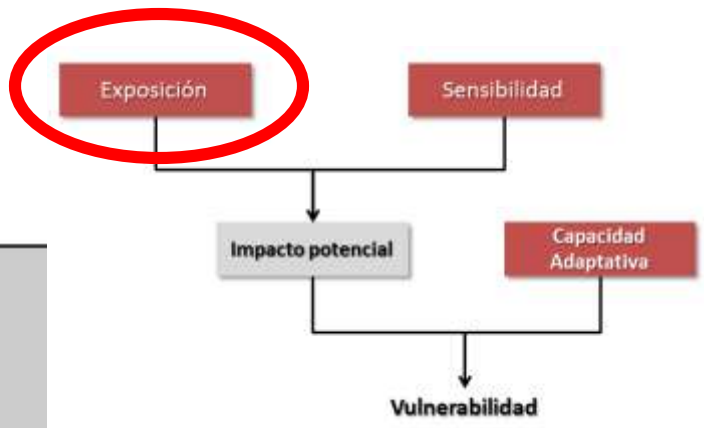 Exposición
Sensibilidad
Impacto potencial
Capacidad
Adaptativa
Vulnerabilidad